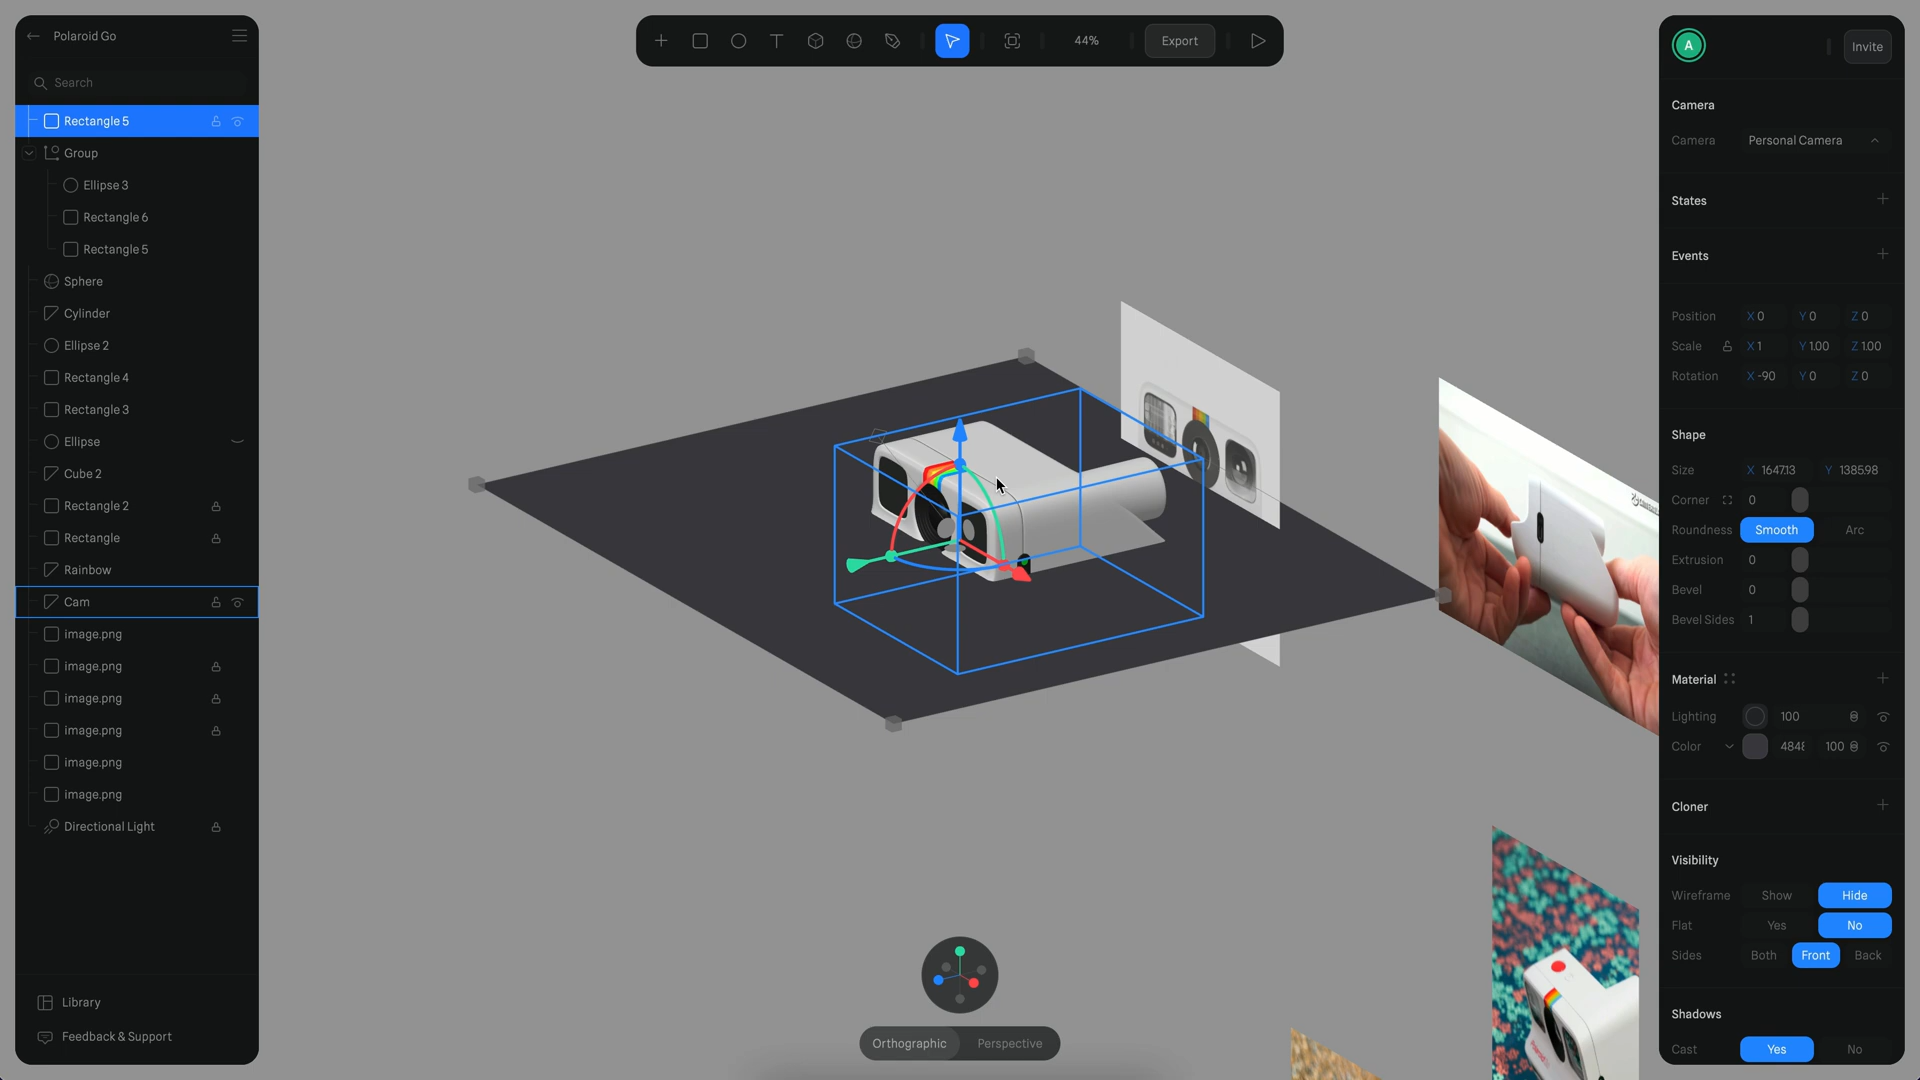 Polaroid Go
Search
Rectangle 5
Group
Ellipse 3
Rectangle 6
Rectangle 5
Sphere
Cylinder
Ellipse 2
Rectangle 4
Rectangle 3
Ellipse
Cube 2
Rectangle 2
Rectangle
Rainbow
Cam
image.png
image.png
image.png
image.png
image.png
image.png
Directional Light
Library
Feedback & Support
T
44%
Export
Orthographic
Perspective
A
Invite
Camera
Camera Personal Camera
States
Events
Position X 0 Y 0 Z 0
Scale X 1 Y 1.00 Z 1.00
Rotation X -90 Y 0 Z 0
Shape
Size X 1647.13 Y 1385.98
Corner 0
Roundness Smooth Arc
Extrusion 0
Bevel 0
Bevel Sides 1
Material
Lighting 100
Color 4848 100
Cloner
Visibility
Wireframe Show Hide
Flat Yes No
Sides Both Front Back
Shadows
Cast Yes No